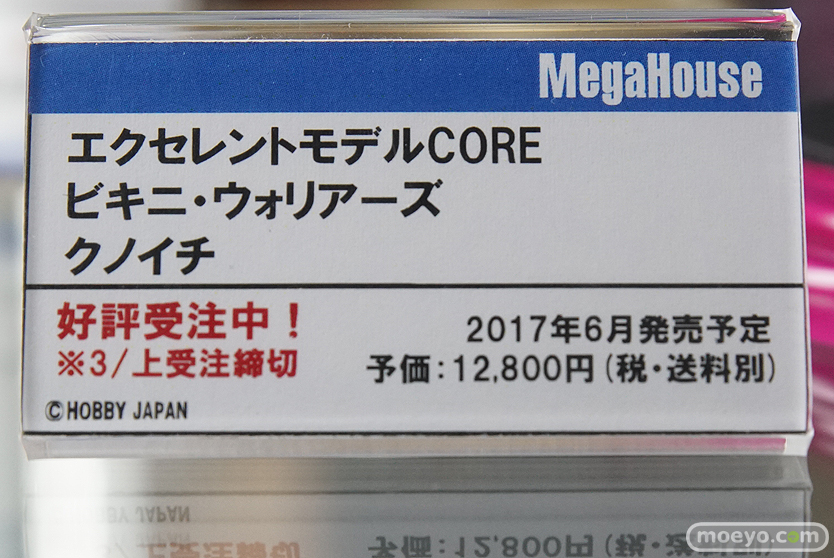 MegaHouse
エクセレントモデルCORE
ビキニ・ウォリアーズ
クノイチ
好評受注中！
※3/上受注締切
2017年6月発売予定
予価：12,800円（税・送料別）
©HOBBY JAPAN
moeyo.com